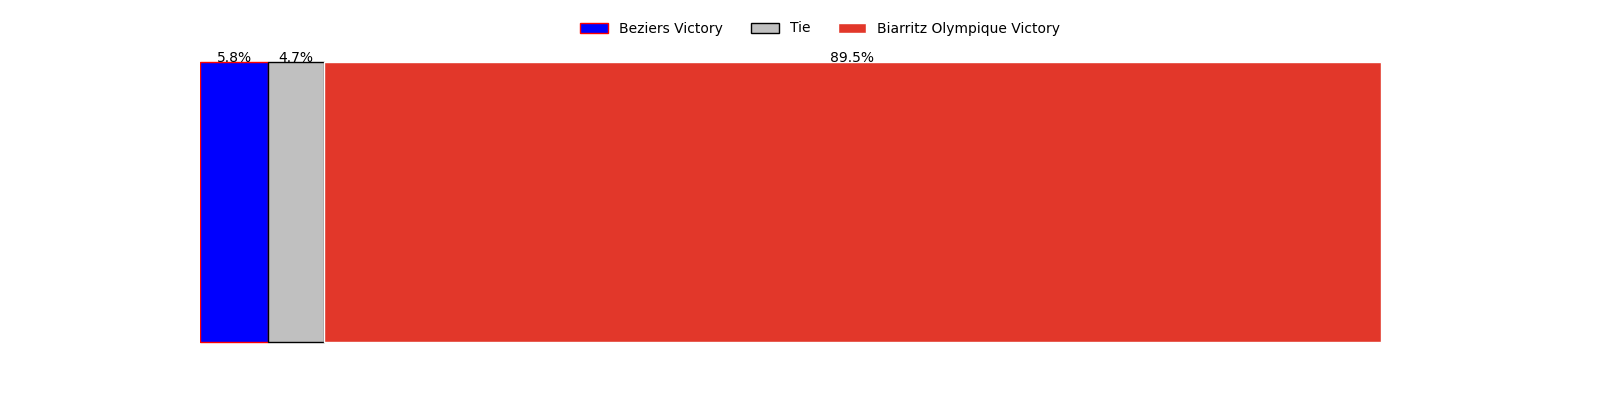 Beziers Victory Tie Biarritz Olympique Victory
5.8% 4.7% 89.5%